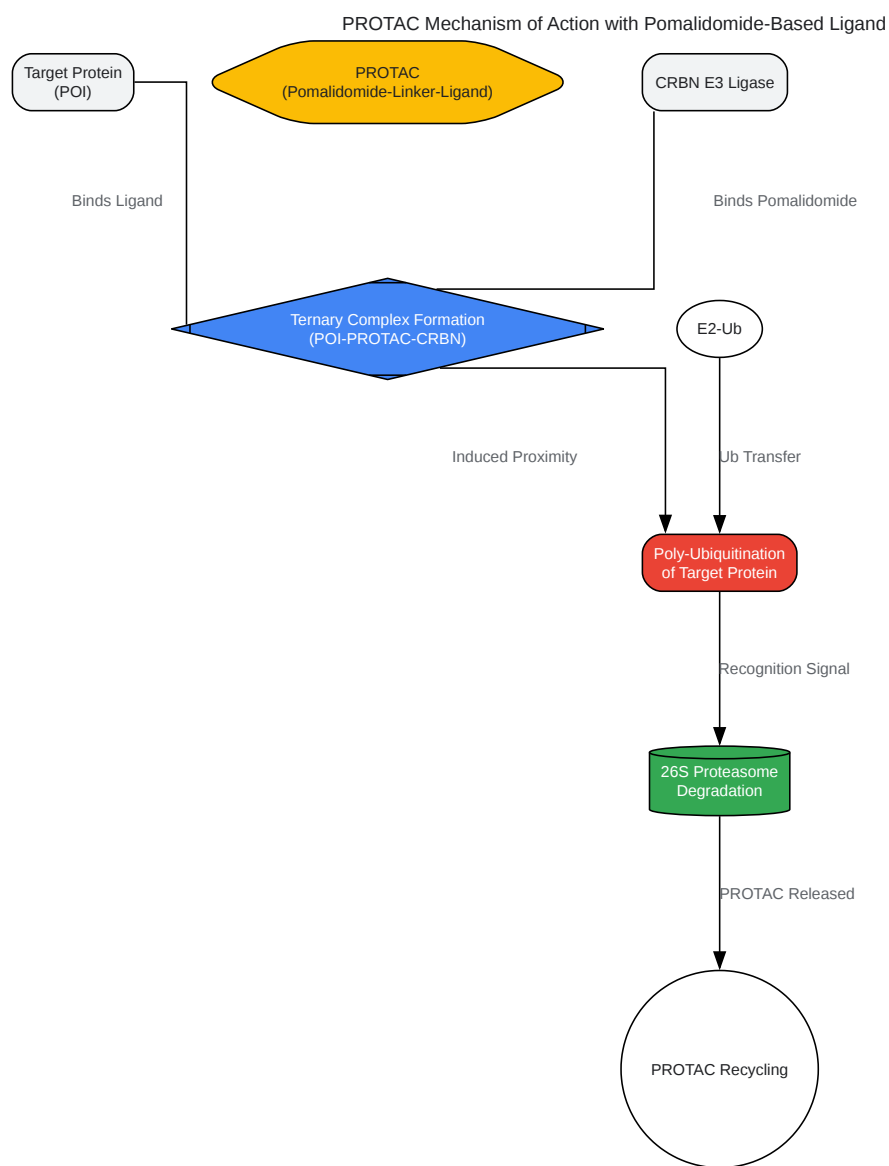 PROTAC Mechanism of Action with Pomalidomide-Based Ligand
Target Protein
(POI)
PROTAC
(Pomalidomide-Linker-Ligand)
CRBN E3 Ligase
Binds Ligand
Binds Pomalidomide
Ternary Complex Formation
(POI-PROTAC-CRBN)
E2-Ub
Induced Proximity
Ub Transfer
Poly-Ubiquitination
of Target Protein
Recognition Signal
26S Proteasome
Degradation
PROTAC Released
PROTAC Recycling